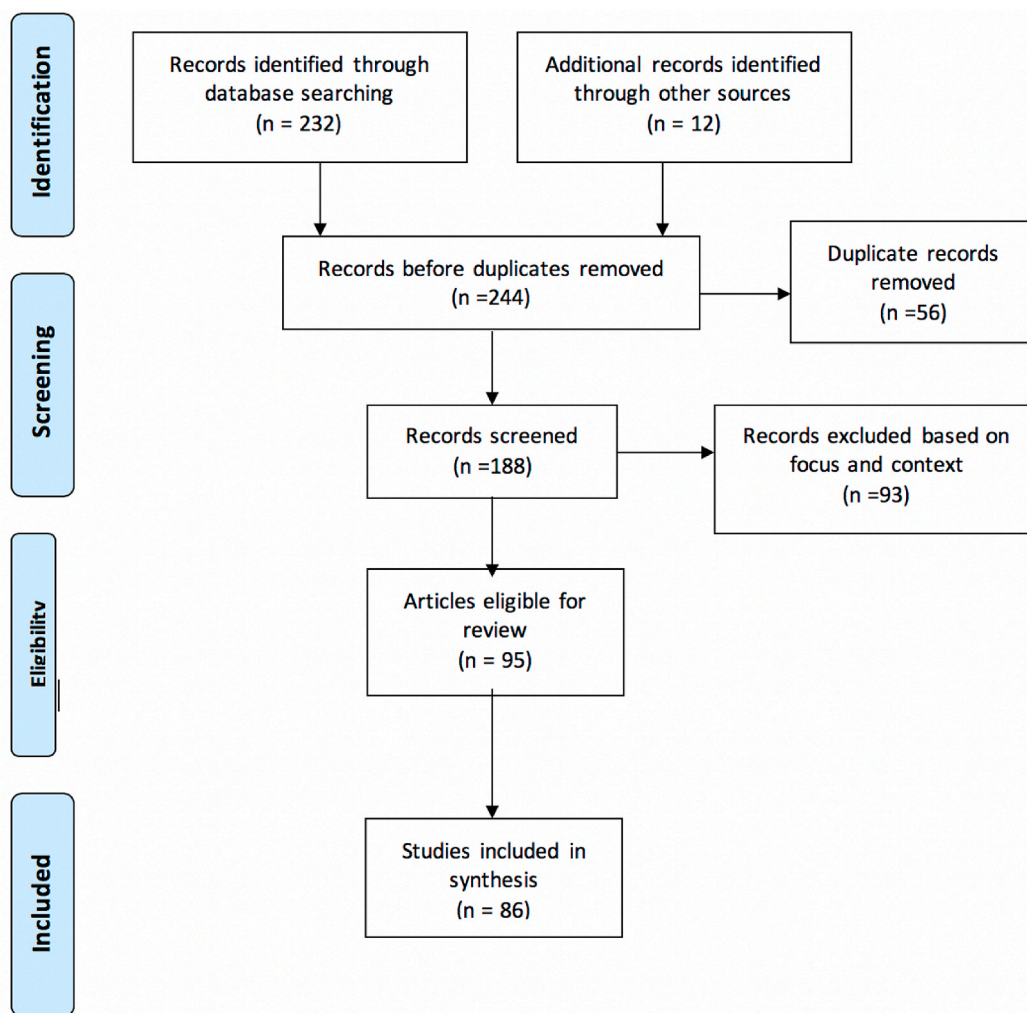 Identification
Records identified through
database searching
(n = 232)
Additional records identified
through other sources
(n = 12)
Records before duplicates removed
(n =244)
Duplicate records
removed
(n =56)
Screening
Records screened
(n =188)
Records excluded based on
focus and context
(n =93)
Eligibility
Articles eligible for
review
(n = 95)
Included
Studies included in
synthesis
(n = 86)